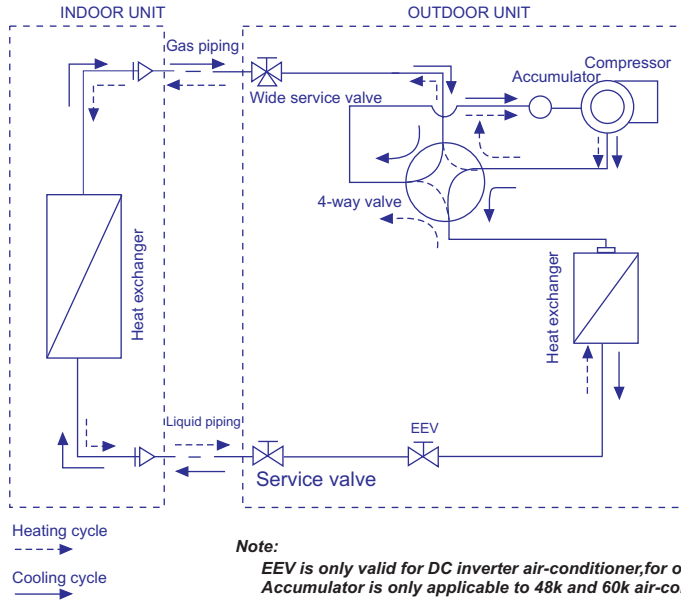 INDOOR UNIT
OUTDOOR UNIT
Gas piping
Compressor
Accumulator
Wide service valve
4-way valve
Heat exchanger
Heat exchanger
Liquid piping
EEV
Service valve
Heating cycle
Cooling cycle
Note:
EEV is only valid for DC inverter air-conditioner,for o
Accumulator is only applicable to 48k and 60k air-co